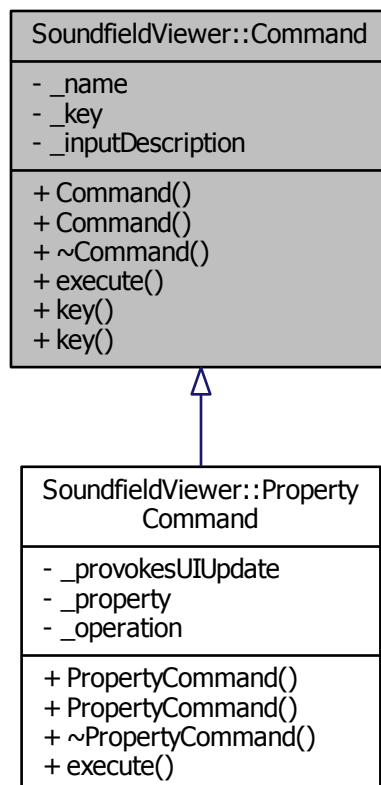 SoundfieldViewer::Command
- _name
- _key
- _inputDescription
+ Command()
+ Command()
+ ~Command()
+ execute()
+ key()
+ key()
SoundfieldViewer::Property
Command
- _provokesUIUpdate
- _property
- _operation
+ PropertyCommand()
+ PropertyCommand()
+ ~PropertyCommand()
+ execute()